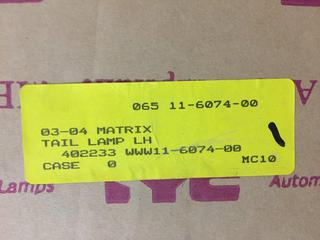 065 11-6074-00
03-04 MATRIX
TAIL LAMP LH
402233 WWW11-6074-00
CASE 0 MC10
Lamps
Autom